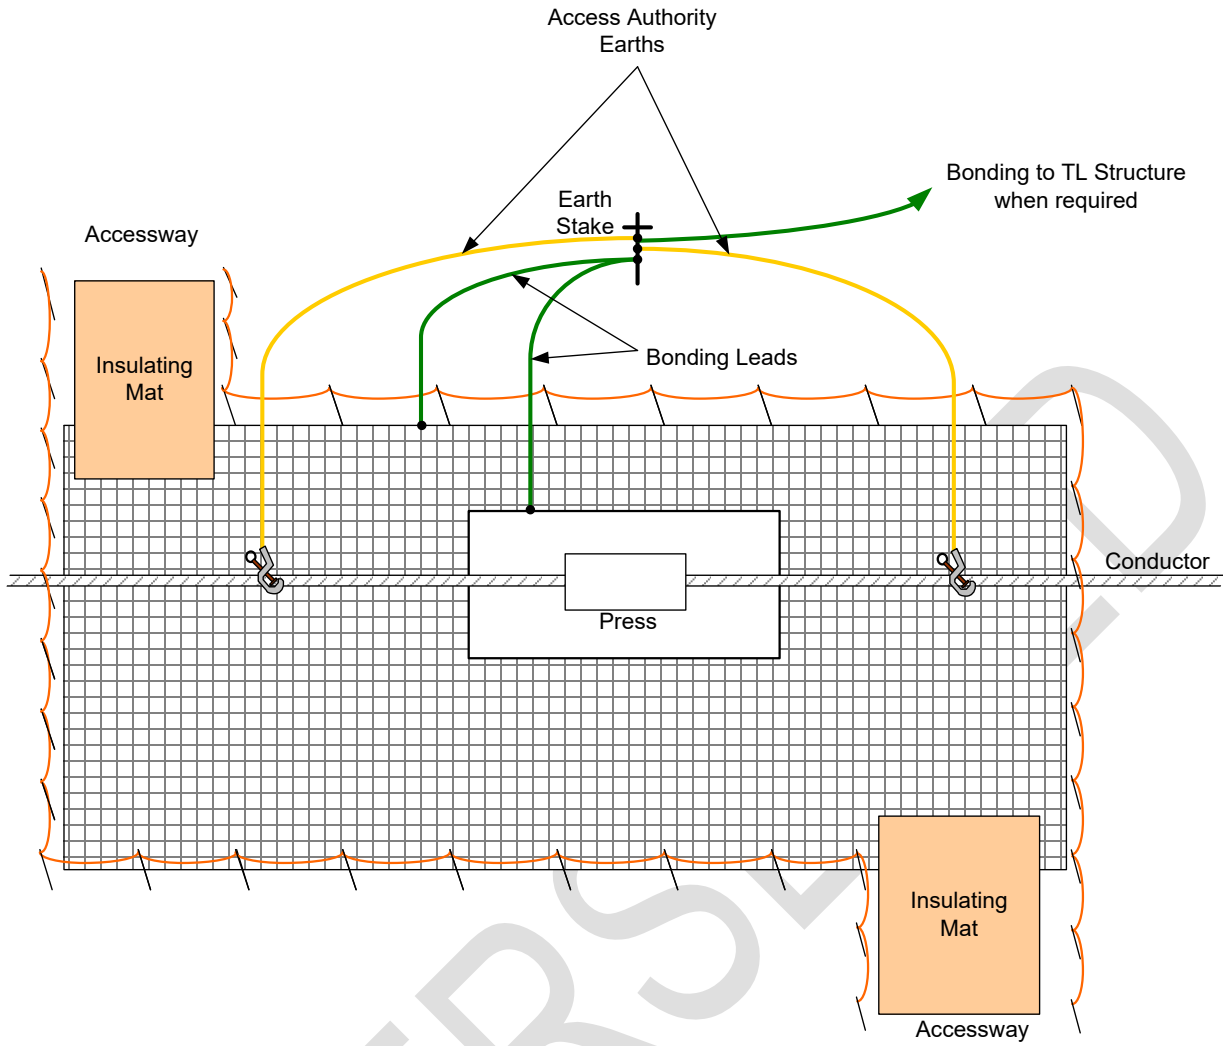 Access Authority
Earths
Bonding to TL Structure
when required
Earth
Stake
Accessway
Insulating
Mat
Bonding Leads
Conductor
Press
Insulating
Mat
Accessway